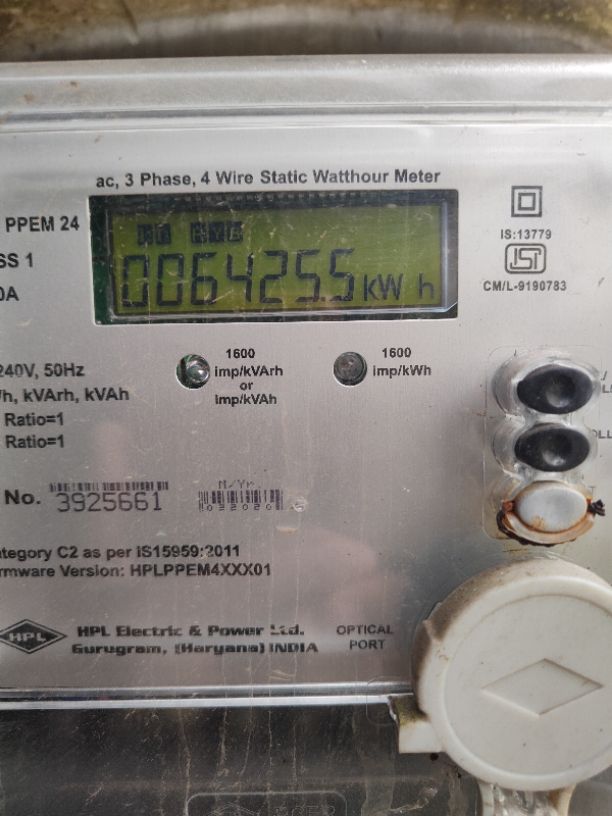 ac, 3 Phase, 4 Wire Static Watthour Meter
PPEM 24
SS 1
0A
R Y B
006425.5 kW h
IS:13779
CM/L-9190783
240V, 50Hz
h, kVArh, kVAh
Ratio=1
Ratio=1
1600
imp/kVArh
or
imp/kVAh
1600
imp/kWh
No. 3925661
M/Yr.
032020
ategory C2 as per IS15959:2011
rmware Version: HPLPPEM4XXX01
HPL
HPL Electric & Power Ltd.
Gurugram, (Haryana) INDIA
OPTICAL
PORT